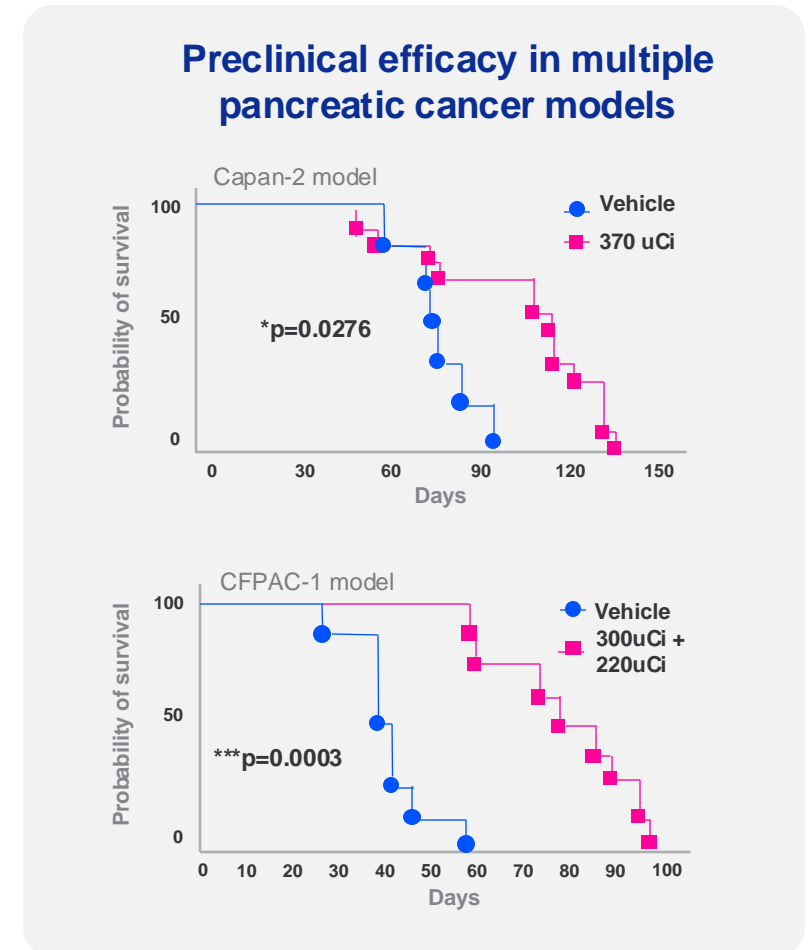 Preclinical efficacy in multiple
pancreatic cancer models
Capan-2 model
Probability of survival
100
50
0
Vehicle
370 uCi
*p=0.0276
0 30 60 90 120 150
Days
CFPAC-1 model
Probability of survival
100
50
0
Vehicle
300uCi +
220uCi
***p=0.0003
0 10 20 30 40 50 60 70 80 90 100
Days